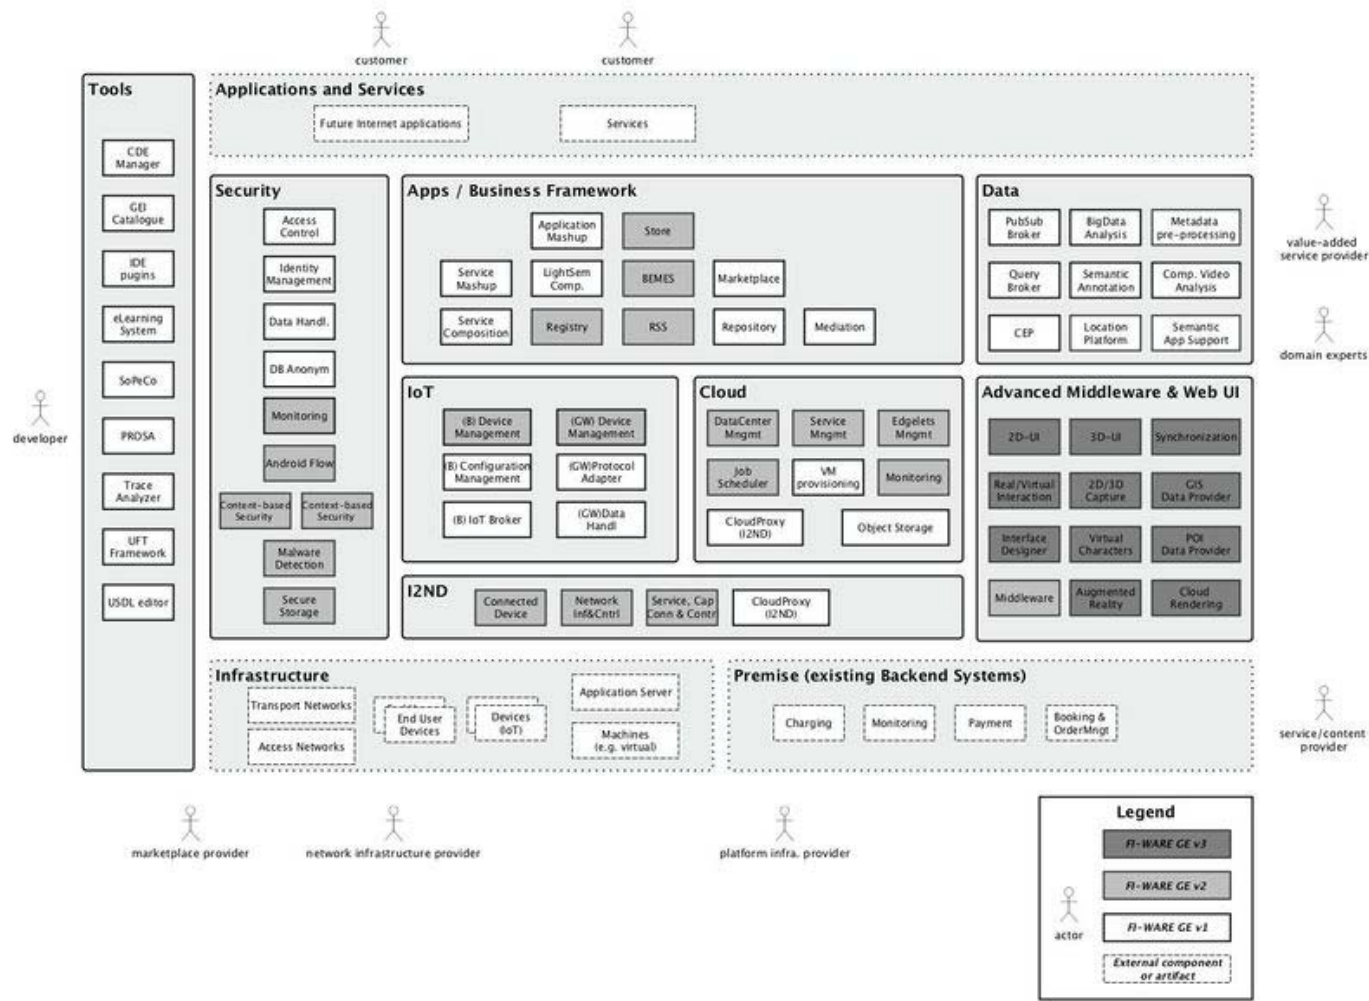 customer
customer
Tools
CDE
Manager
GEI
Catalogue
IDE
pugins
eLearning
System
SoPeCo
PROSA
Trace
Analyzer
UFT
Framework
USDL editor
developer
Applications and Services
Future Internet applications
Services
Security
Access
Control
Identity
Management
Data Handl.
DB Anonym
Monitoring
Android Flow
Content-based
Security
Context-based
Security
Malware
Detection
Secure
Storage
Apps / Business Framework
Application
Mashup
Store
Service
Mashup
LightSem
Comp.
BEMES
Marketplace
Service
Composition
Registry
RSS
Repository
Mediation
Data
PubSub
Broker
BigData
Analysis
Metadata
pre-processing
Query
Broker
Semantic
Annotation
Comp. Video
Analysis
CEP
Location
Platform
Semantic
App Support
value-added
service provider
domain experts
IoT
(B) Device
Management
(GW) Device
Management
(B) Configuration
Management
(GW)Protocol
Adapter
(B) IoT Broker
(GW)Data
Handl
Cloud
DataCenter
Mngmt
Service
Mngmt
Edgelets
Mngmt
Job
Scheduler
VM
provisioning
Monitoring
CloudProxy
(I2ND)
Object Storage
Advanced Middleware & Web UI
2D-UI
3D-UI
Synchronization
Real/Virtual
Interaction
2D/3D
Capture
GIS
Data Provider
Interface
Designer
Virtual
Characters
POI
Data Provider
Middleware
Augmented
Reality
Cloud
Rendering
I2ND
Connected
Device
Network
Inf&Cntrl
Service, Cap
Conn & Contr
CloudProxy
(I2ND)
Infrastructure
Transport Networks
Access Networks
End User
Devices
Devices
(IoT)
Application Server
Machines
(e.g. virtual)
Premise (existing Backend Systems)
Charging
Monitoring
Payment
Booking &
OrderMngt
service/content
provider
marketplace provider
network infrastructure provider
platform infra. provider
Legend
FI-WARE GE v3
FI-WARE GE v2
FI-WARE GE v1
External component
or artifact
actor